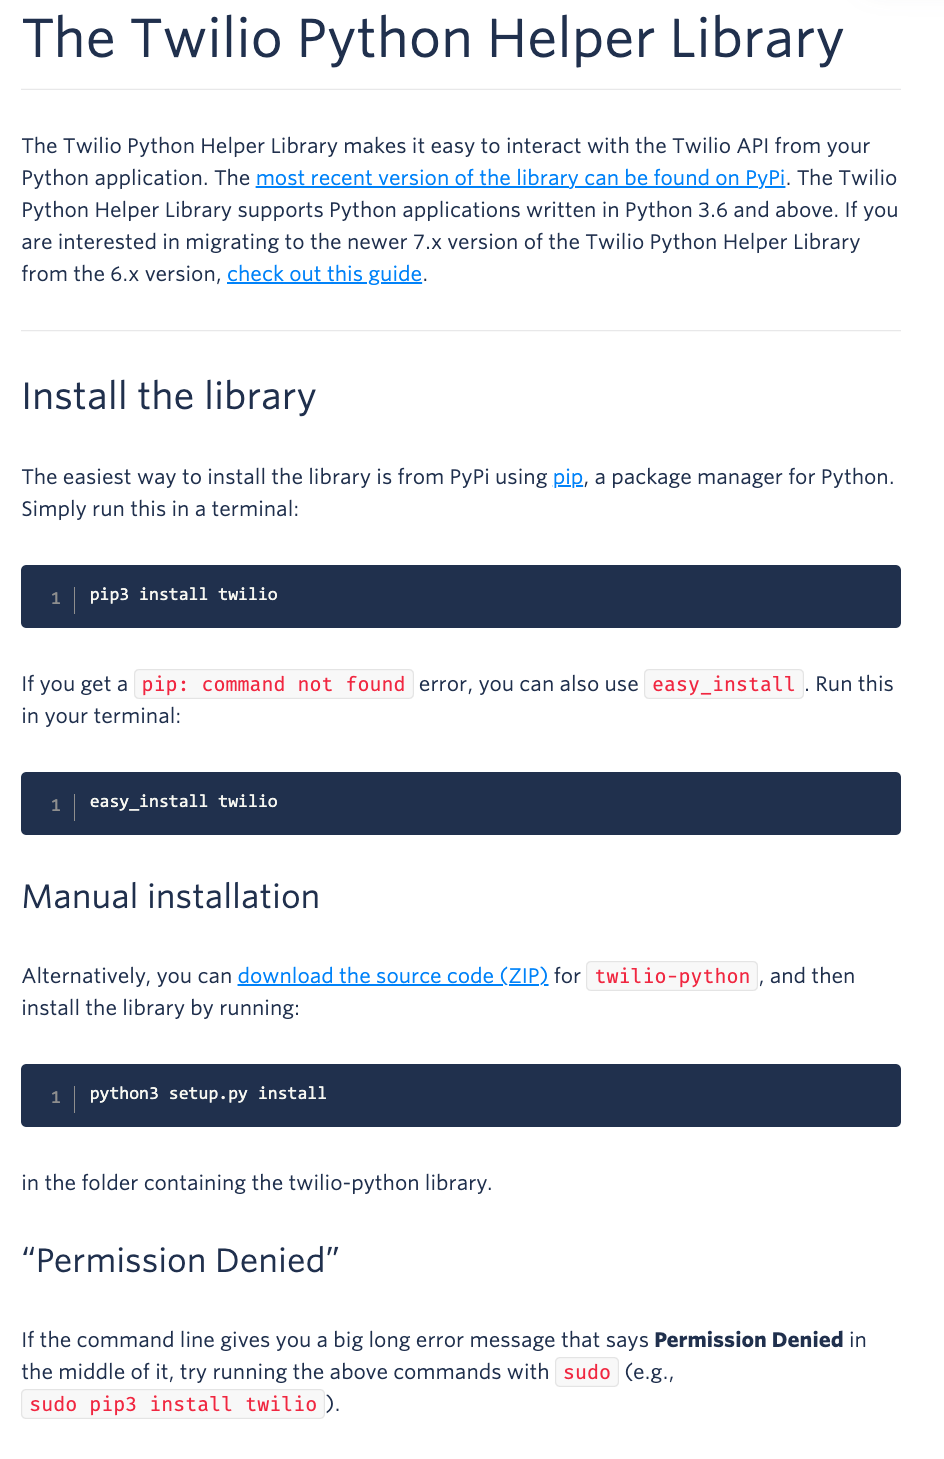 The Twilio Python Helper Library
The Twilio Python Helper Library makes it easy to interact with the Twilio API from your
Python application. The most recent version of the library can be found on PyPi. The Twilio
Python Helper Library supports Python applications written in Python 3.6 and above. If you
are interested in migrating to the newer 7.x version of the Twilio Python Helper Library
from the 6.x version, check out this guide.
Install the library
The easiest way to install the library is from PyPi using pip, a package manager for Python.
Simply run this in a terminal:
1 pip3 install twilio
If you get a pip: command not found error, you can also use easy_install . Run this
in your terminal:
1 easy_install twilio
Manual installation
Alternatively, you can download the source code (ZIP) for twilio-python , and then
install the library by running:
1 python3 setup.py install
in the folder containing the twilio-python library.
“Permission Denied”
If the command line gives you a big long error message that says Permission Denied in
the middle of it, try running the above commands with sudo (e.g.,
sudo pip3 install twilio ).